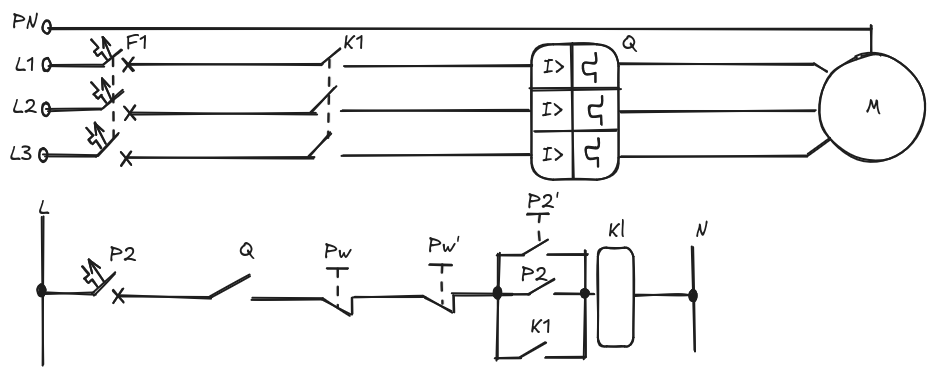 PN
F1 K1 Q
L1 I>
L2 I> M
L3 I>
L P2' N
P2 Q Pw Pw' K1
P2
K1